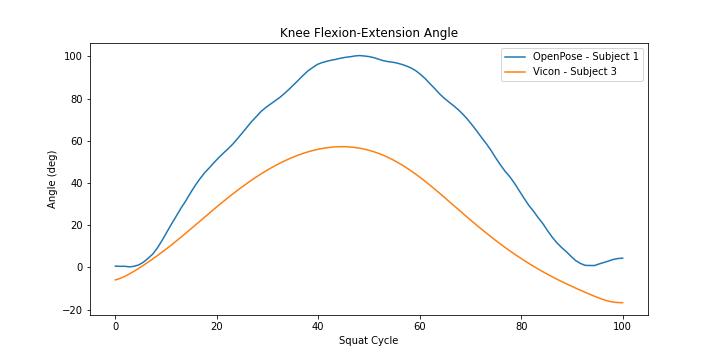 Knee Flexion-Extension Angle
OpenPose - Subject 1
Vicon - Subject 3
Angle (deg)
100
80
60
40
20
0
−20
0 20 40 60 80 100
Squat Cycle